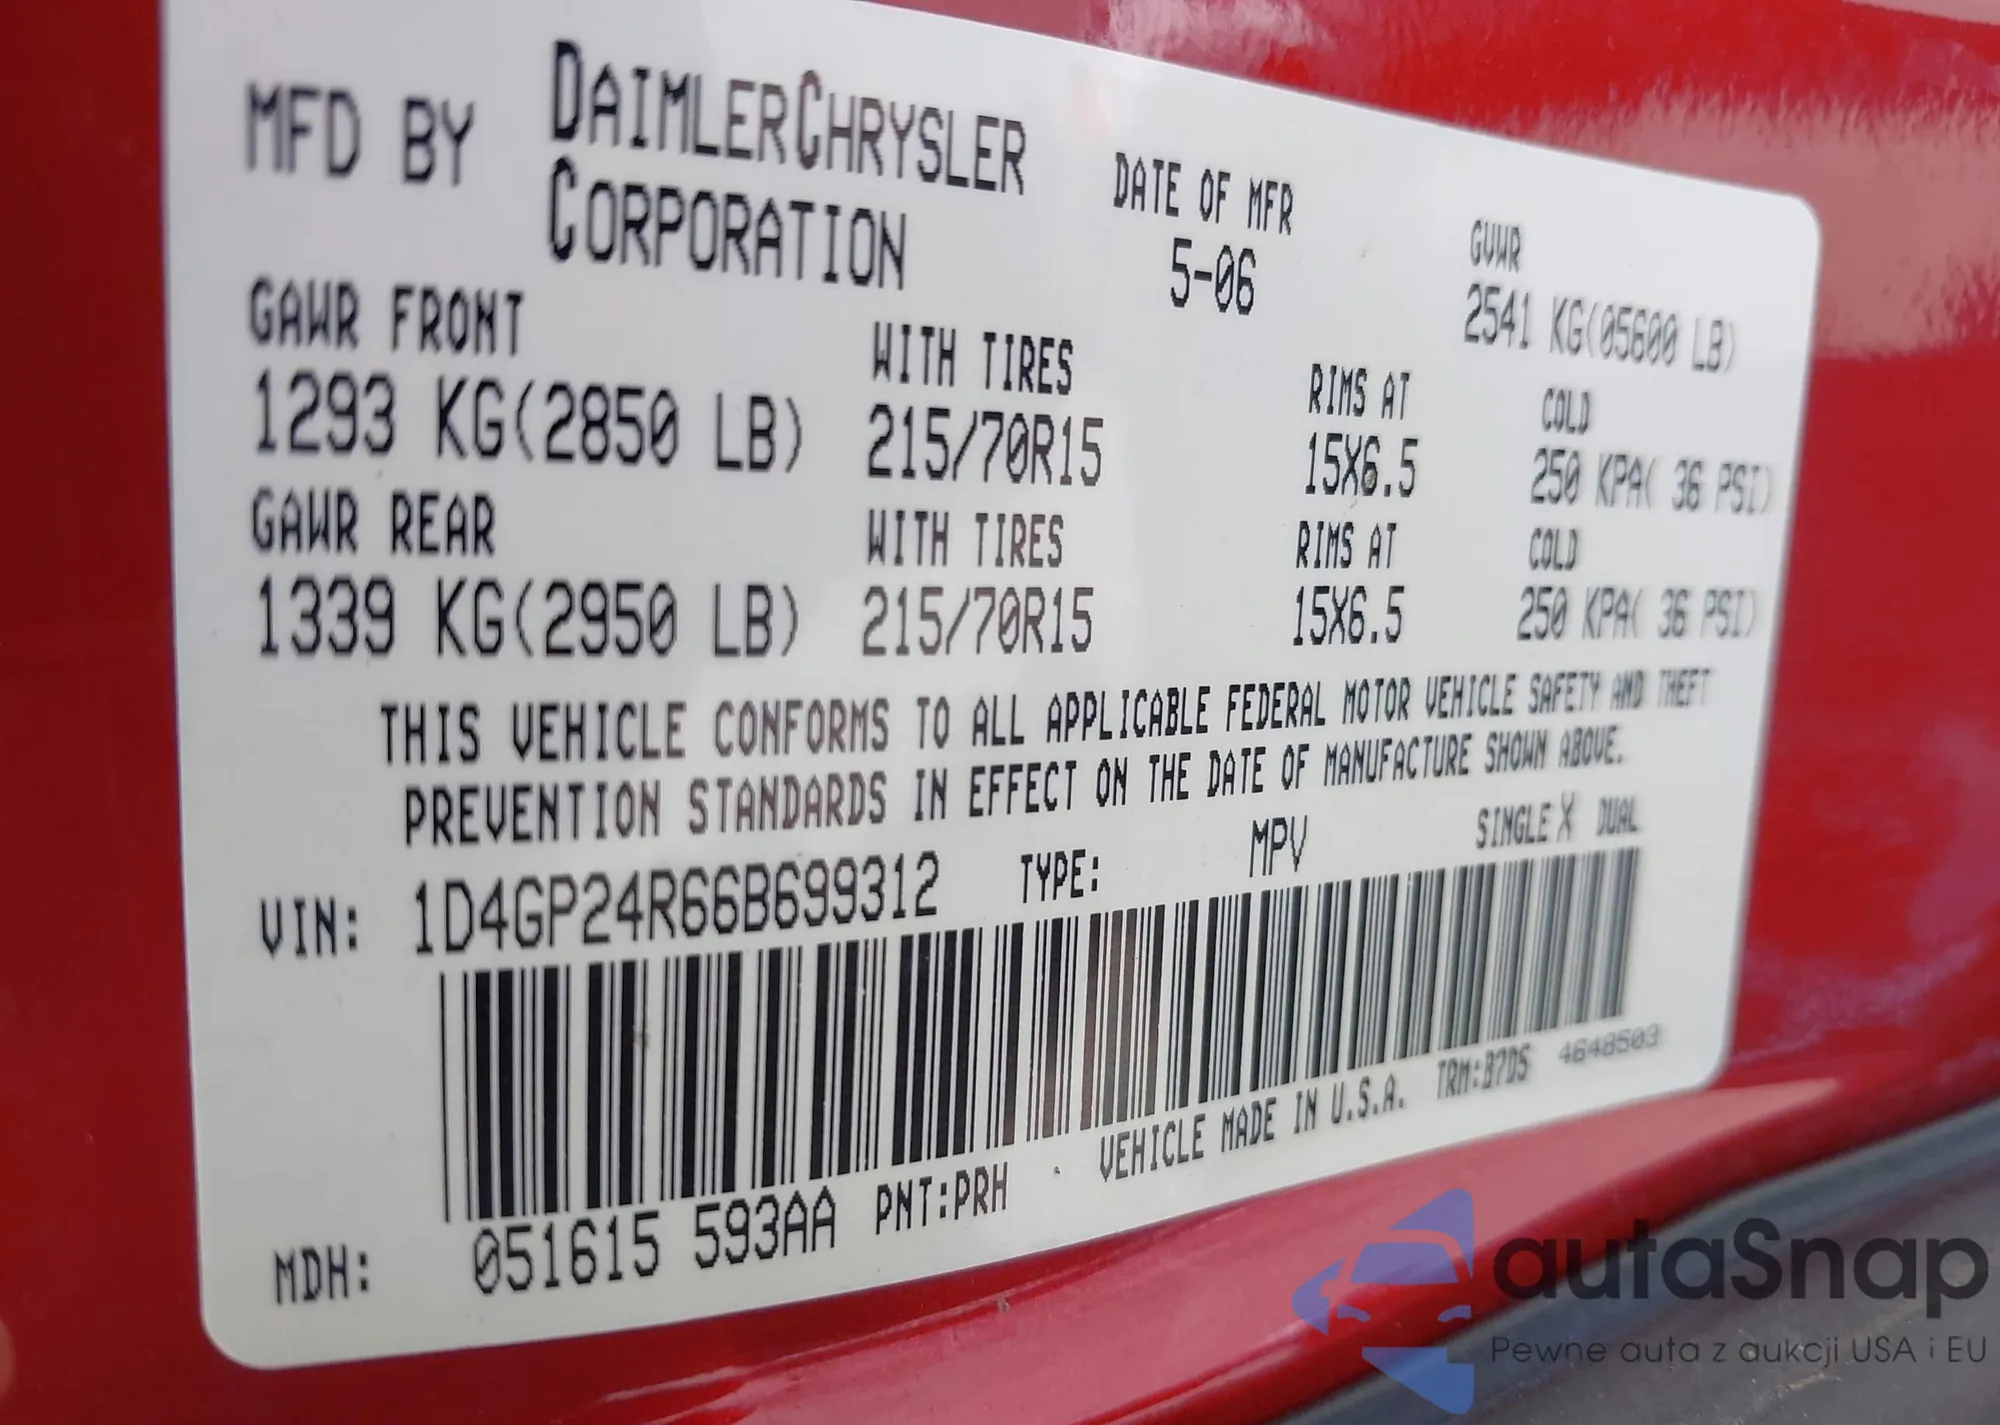 MFD BY DAIMLERCHRYSLER CORPORATION
DATE OF MFR
5-06
GVWR
2541 KG(05600 LB)
GAWR FRONT WITH TIRES RIMS AT COLD
1293 KG(2850 LB) 215/70R15 15X6.5 250 KPA( 36 PSI)
GAWR REAR WITH TIRES RIMS AT COLD
1339 KG(2950 LB) 215/70R15 15X6.5 250 KPA( 36 PSI)
THIS VEHICLE CONFORMS TO ALL APPLICABLE FEDERAL MOTOR VEHICLE SAFETY AND THEFT
PREVENTION STANDARDS IN EFFECT ON THE DATE OF MANUFACTURE SHOWN ABOVE.
VIN: 1D4GP24R66B699312 TYPE: MPV SINGLE X DUAL
MDH: 051615 593AA PNT:PRH VEHICLE MADE IN U.S.A. TRM:B7D5 4648503
autaSnap
Pewne auta z aukcji USA i EU